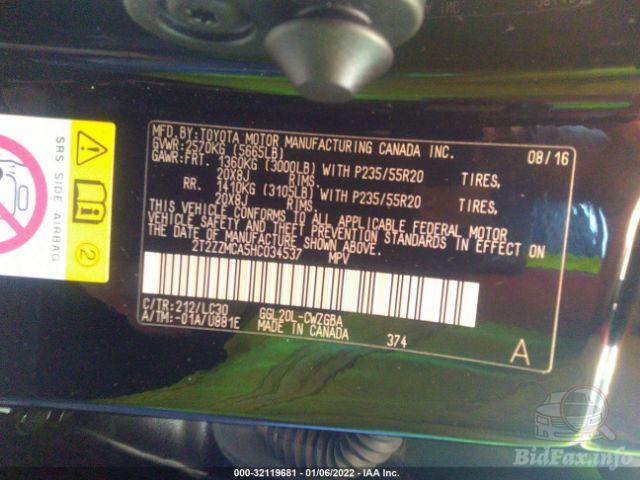 MFD.BY:TOYOTA MOTOR MANUFACTURING CANADA INC. 08/16
GVWR:2570KG (5665LB)
GAWR:FRT. 1360KG (3000LB) WITH P235/55R20 TIRES,
20X8J RIMS.
RR. 1410KG (3105LB) WITH P235/55R20 TIRES,
20X8J RIMS
THIS VEHICLE CONFORMS TO ALL APPLICABLE FEDERAL MOTOR
VEHICLE SAFETY AND THEFT PREVENTION STANDARDS IN EFFECT ON
THE DATE OF MANUFACTURE SHOWN ABOVE.
2T2ZZMCA5HC034537 MPV
C/TR:212/LC30 GGL20L-CWZGBA
A/TM:-01A/U881E MADE IN CANADA 374 A
SRS SIDE AIRBAG
2
000-32119681 - 01/06/2022 - IAA Inc.
BidFax.info